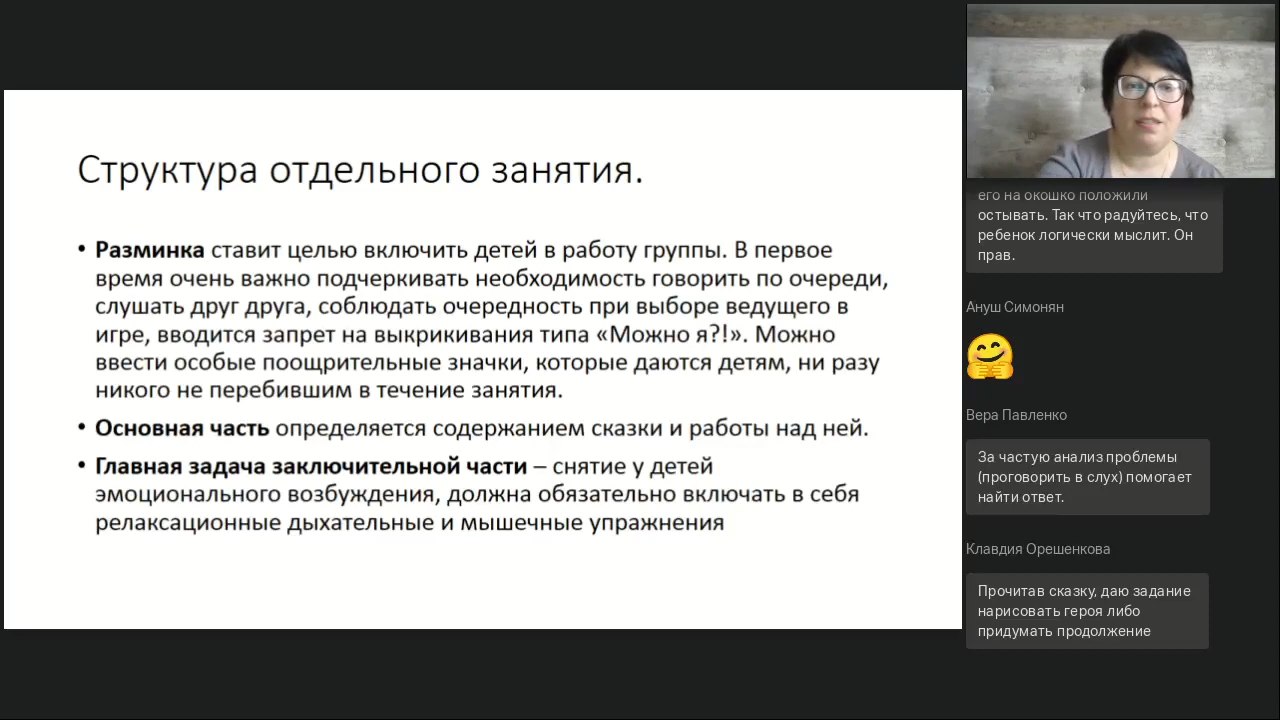 Структура отдельного занятия.
• Разминка ставит целью включить детей в работу группы. В первое
время очень важно подчеркивать необходимость говорить по очереди,
слушать друг друга, соблюдать очередность при выборе ведущего в
игре, вводится запрет на выкрикивания типа «Можно я?!». Можно
ввести особые поощрительные значки, которые даются детям, ни разу
никого не перебившим в течение занятия.
• Основная часть определяется содержанием сказки и работы над ней.
• Главная задача заключительной части – снятие у детей
эмоционального возбуждения, должна обязательно включать в себя
релаксационные дыхательные и мышечные упражнения
его на окошко положили
остывать. Так что радуйтесь, что
ребенок логически мыслит. Он
прав.
Ануш Симонян
Вера Павленко
За частую анализ проблемы
(проговорить в слух) помогает
найти ответ.
Клавдия Орешенкова
Прочитав сказку, даю задание
нарисовать героя либо
придумать продолжение